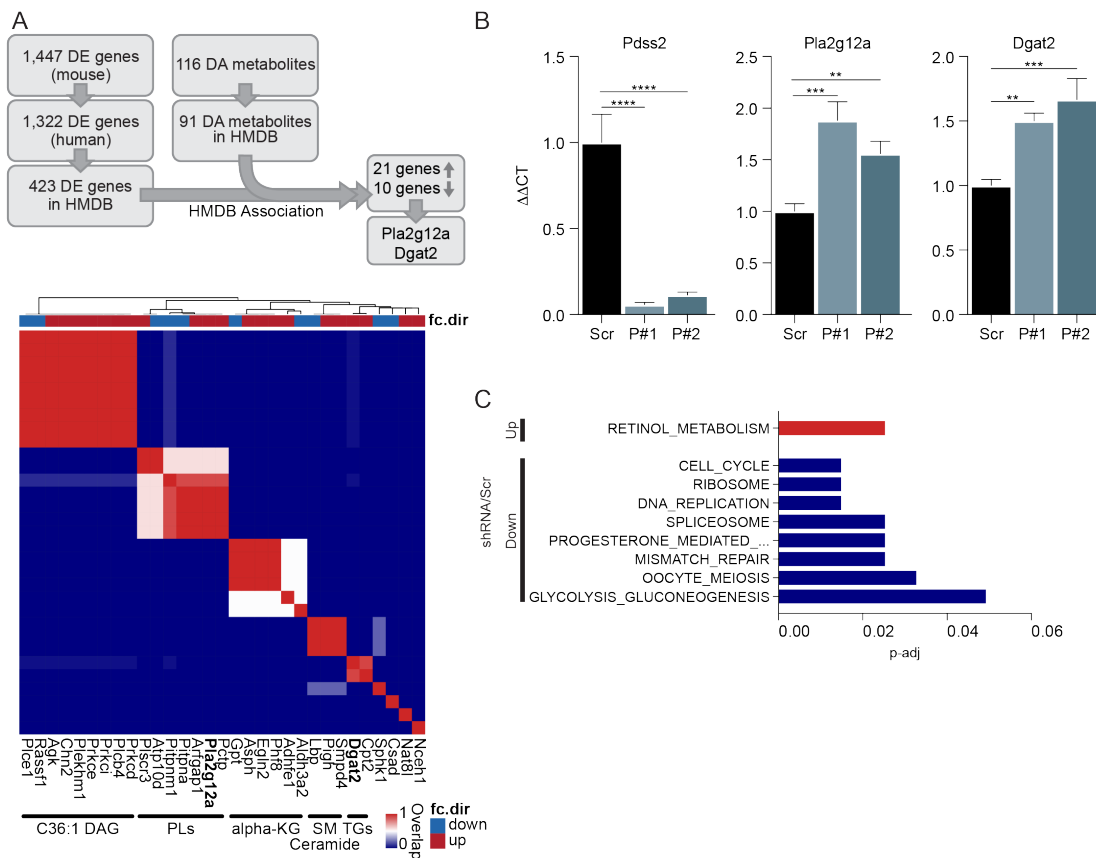 A
1,447 DE genes
(mouse)
116 DA metabolites
1,322 DE genes
(human)
91 DA metabolites
in HMDB
423 DE genes
in HMDB
HMDB Association
21 genes
10 genes
Pla2g12a
Dgat2
fc.dir
Plce1
Rassf1
Agk
Chn2
Plekhm1
Prkce
Prkci
Plcb4
Prkcd
Plscr3
Atp10d
Pitpnm1
Pitpna
Arfgap1
Pla2g12a
Pctp
Gpt
Asph
Egln2
Phf8
Adhfe1
Aldh3a2
Lbp
Pigh
Smpd4
Dgat2
Cpt2
Sphk1
Csad
Nat8l
Nceh1
C36:1 DAG
PLs
alpha-KG
SM
TGs
Ceramide
1
0
Overlap
fc.dir
down
up
B
Pdss2
ΔΔCT
1.5
1.0
0.5
0.0
****
****
Scr
P#1
P#2
Pla2g12a
2.5
2.0
1.5
1.0
0.5
0.0
**
***
Scr
P#1
P#2
Dgat2
2.0
1.5
1.0
0.5
0.0
***
**
Scr
P#1
P#2
C
shRNA/Scr
Up
Down
RETINOL_METABOLISM
CELL_CYCLE
RIBOSOME
DNA_REPLICATION
SPLICEOSOME
PROGESTERONE_MEDIATED_...
MISMATCH_REPAIR
OOCYTE_MEIOSIS
GLYCOLYSIS_GLUCONEOGENESIS
0.00
0.02
0.04
0.06
p-adj